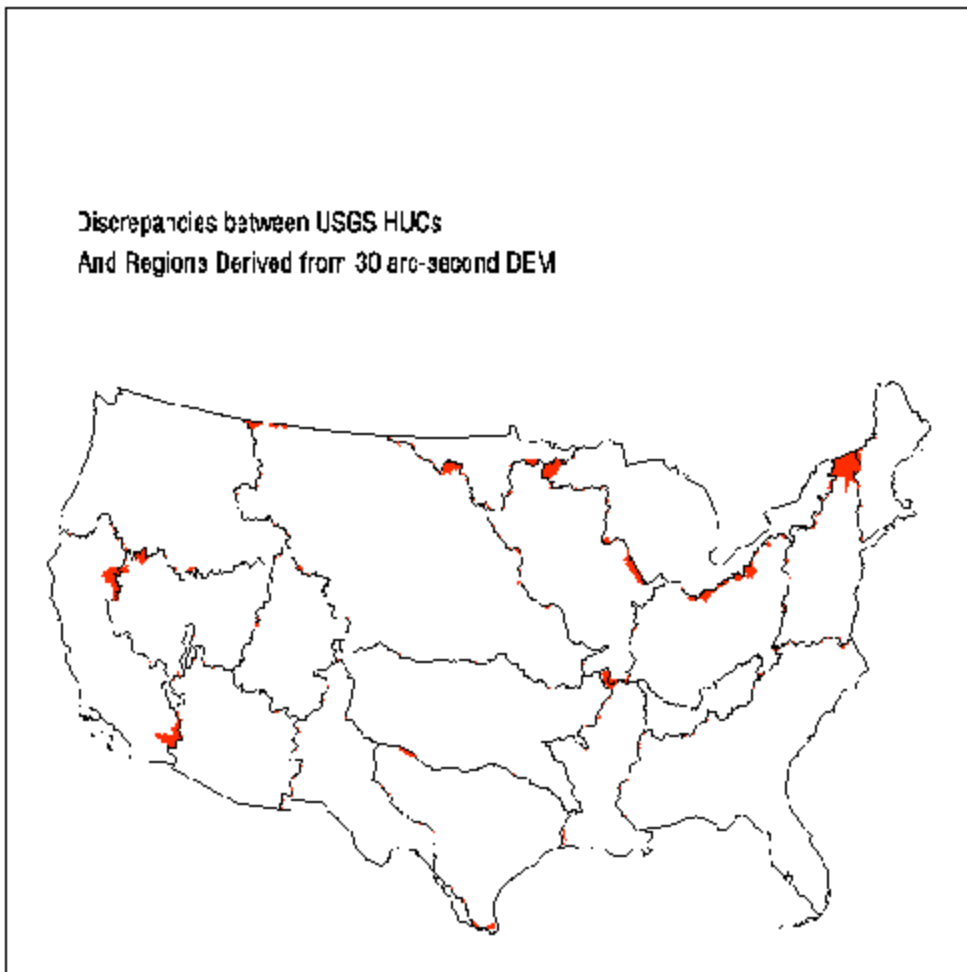 Discrepancies between USGS HUCs
And Regions Derived from 30 arc-second DEM